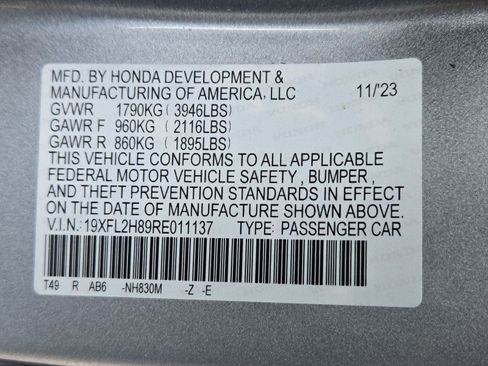 MFD. BY HONDA DEVELOPMENT &
MANUFACTURING OF AMERICA, LLC 11/'23
GVWR 1790KG (3946LBS)
GAWR F 960KG (2116LBS)
GAWR R 860KG (1895LBS)
THIS VEHICLE CONFORMS TO ALL APPLICABLE
FEDERAL MOTOR VEHICLE SAFETY , BUMPER ,
AND THEFT PREVENTION STANDARDS IN EFFECT
ON THE DATE OF MANUFACTURE SHOWN ABOVE.
V.I.N.:19XFL2H89RE011137 TYPE: PASSENGER CAR
T49 R AB6 -NH830M -Z -E